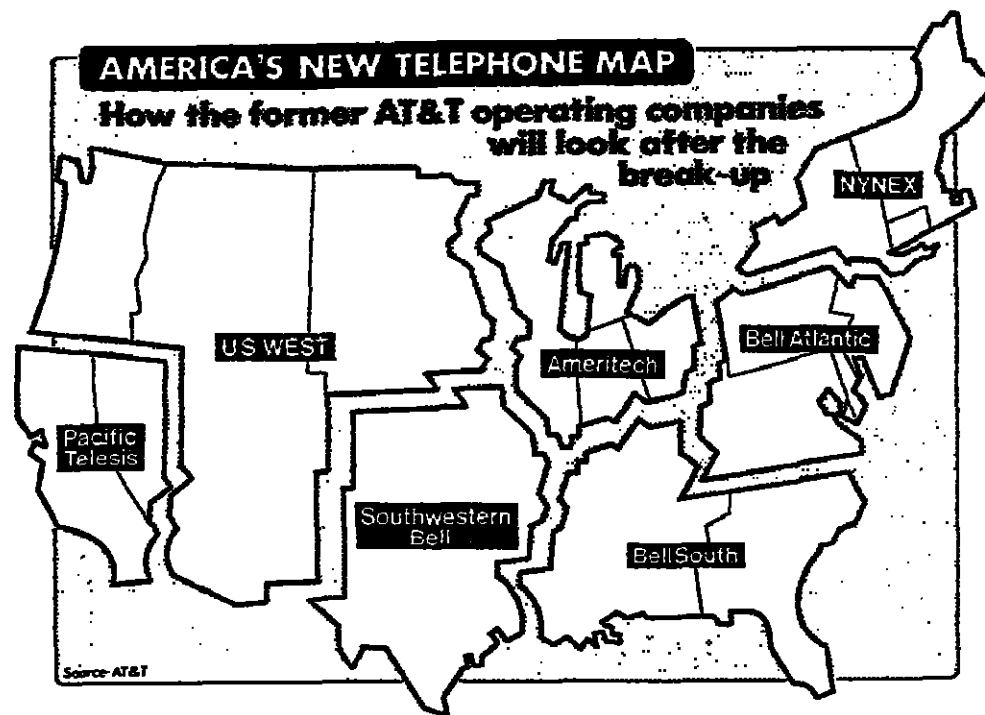 AMERICA'S NEW TELEPHONE MAP
How the former AT&T operating companies
will look after the
break-up
NYNEX
US WEST
Ameritech
Bell Atlantic
Pacific
Telesis
Southwestern
Bell
BellSouth
Source-AT&T